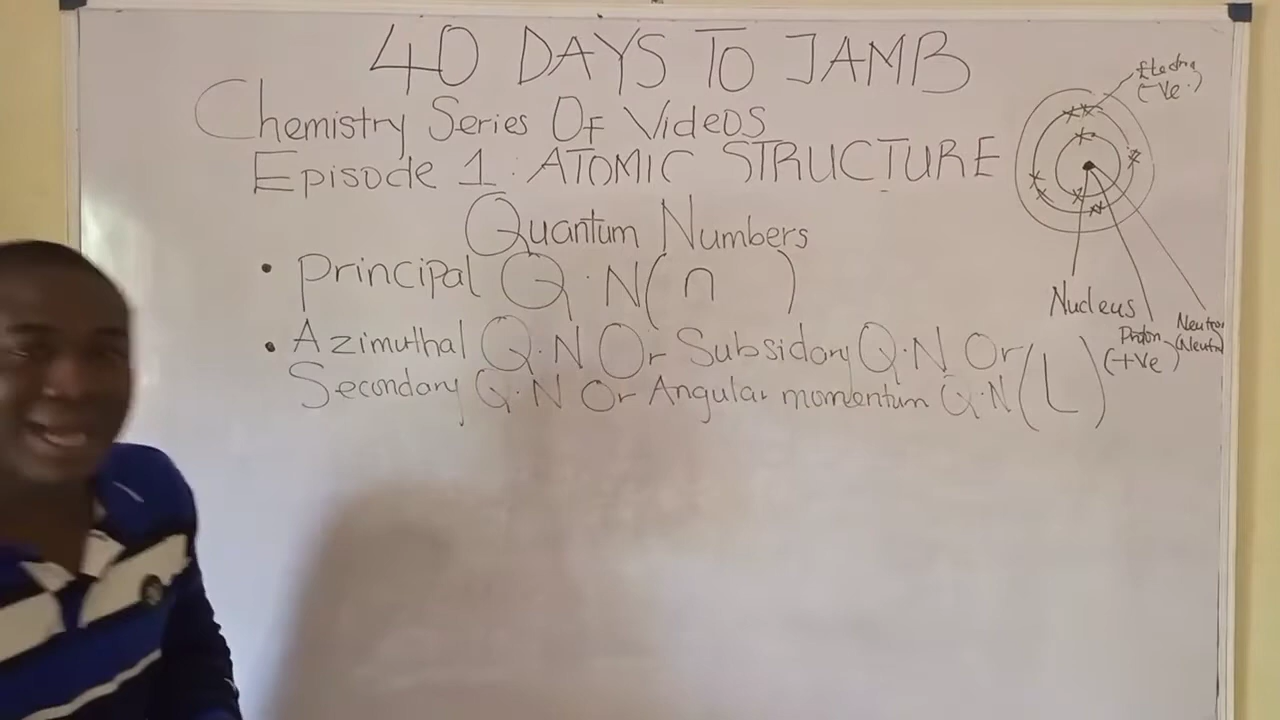 40 DAYS TO JAMB
Chemistry Series Of Videos
Episode 1: ATOMIC STRUCTURE
Quantum Numbers
• Principal Q.N(n )
• Azimuthal Q.N Or Subsidary Q.N Or
Secondary Q.N Or Angular momentum Q.N (L)
(-Ve)
Nucleus
Proton
(+Ve)
Neutron